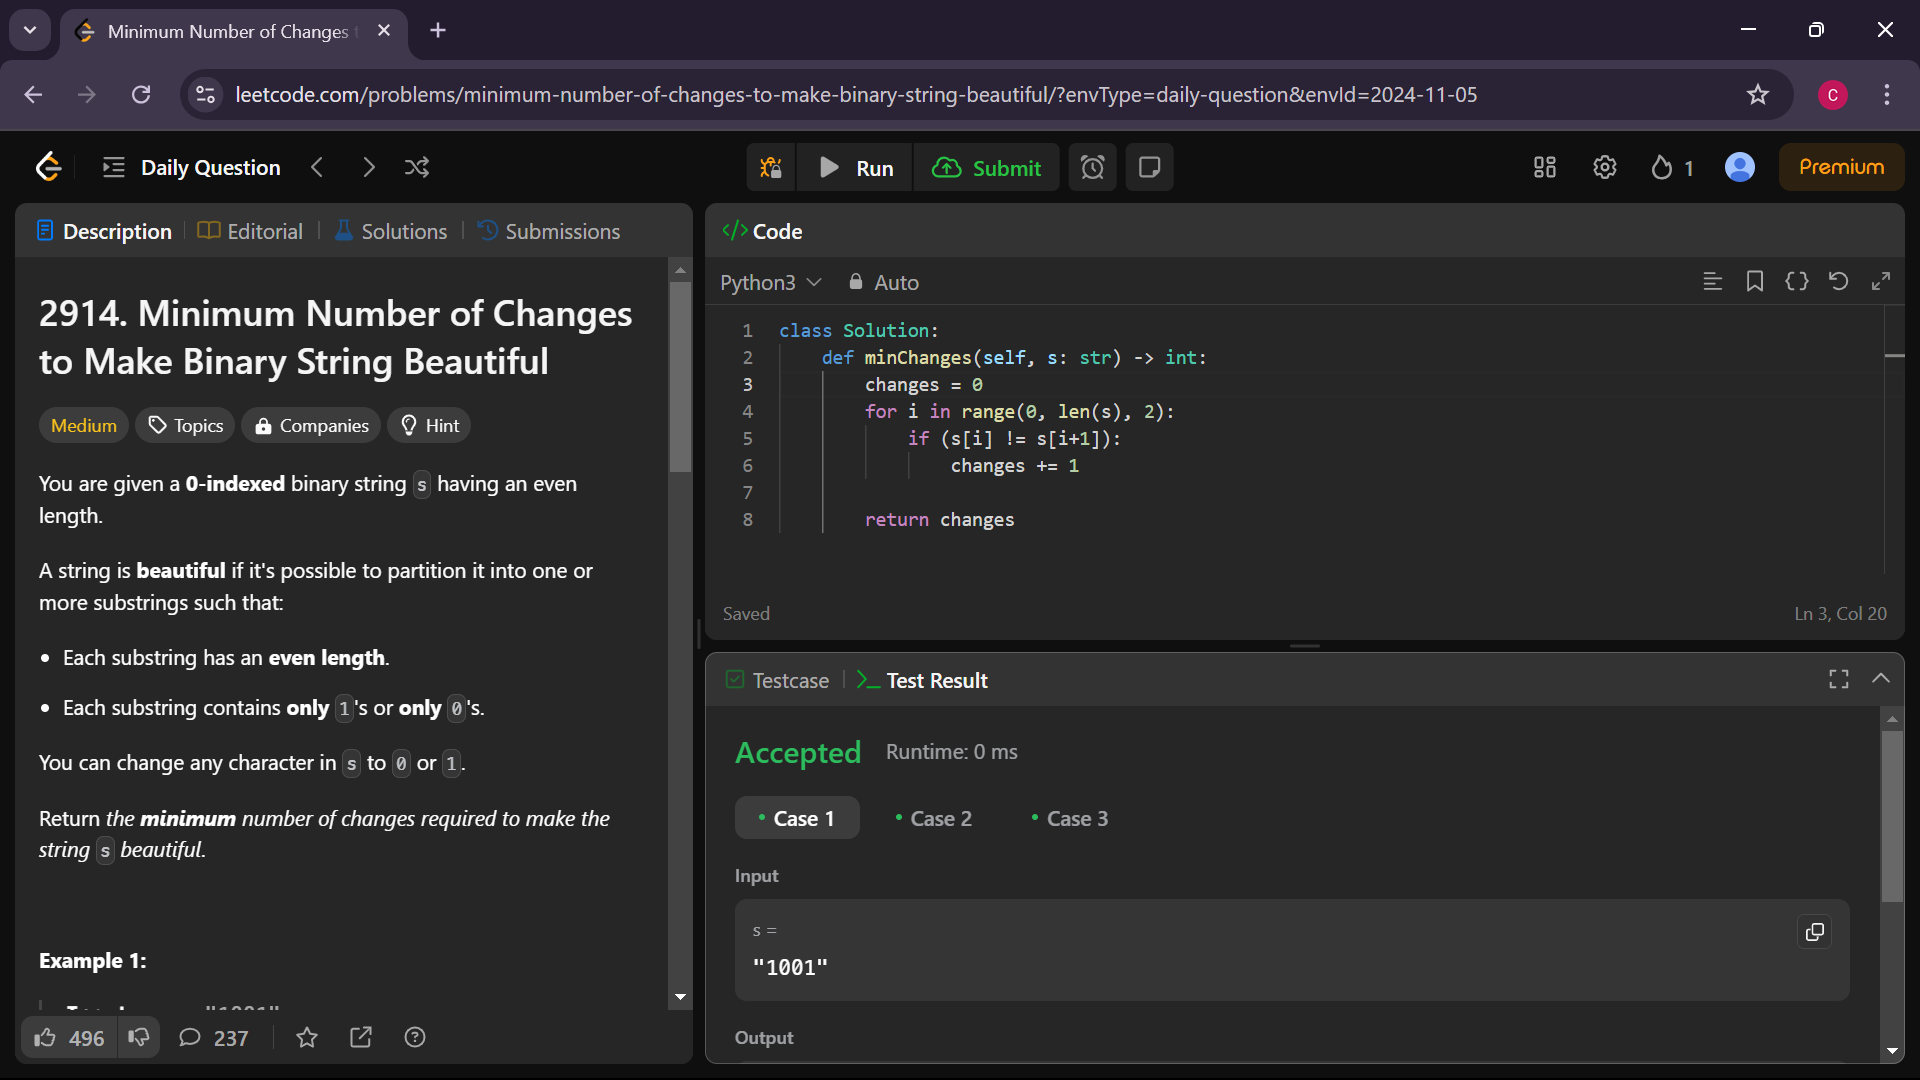 Minimum Number of Changes t
leetcode.com/problems/minimum-number-of-changes-to-make-binary-string-beautiful/?envType=daily-question&envId=2024-11-05
C
Daily Question
Run
Submit
1
Premium
Description
Editorial
Solutions
Submissions
2914. Minimum Number of Changes
to Make Binary String Beautiful
Medium
Topics
Companies
Hint
You are given a 0-indexed binary string s having an even
length.
A string is beautiful if it's possible to partition it into one or
more substrings such that:
• Each substring has an even length.
• Each substring contains only 1's or only 0's.
You can change any character in s to 0 or 1.
Return the minimum number of changes required to make the
string s beautiful.
Example 1:
496
237
</> Code
Python3
Auto
1 class Solution:
2 def minChanges(self, s: str) -> int:
3 changes = 0
4 for i in range(0, len(s), 2):
5 if (s[i] != s[i+1]):
6 changes += 1
7
8 return changes
Saved
Ln 3, Col 20
Testcase
Test Result
Accepted
Runtime: 0 ms
• Case 1
• Case 2
• Case 3
Input
s =
"1001"
Output